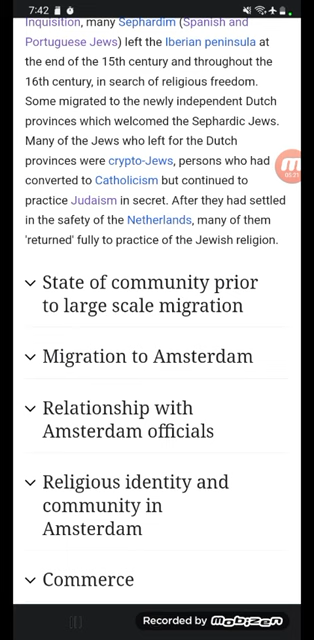 7:42
Inquisition, many Sephardim (Spanish and
Portuguese Jews) left the Iberian peninsula at
the end of the 15th century and throughout the
16th century, in search of religious freedom.
Some migrated to the newly independent Dutch
provinces which welcomed the Sephardic Jews.
Many of the Jews who left for the Dutch
provinces were crypto-Jews, persons who had
converted to Catholicism but continued to
practice Judaism in secret. After they had settled
in the safety of the Netherlands, many of them
'returned' fully to practice of the Jewish religion.
State of community prior
to large scale migration
Migration to Amsterdam
Relationship with
Amsterdam officials
Religious identity and
community in
Amsterdam
Commerce
Recorded by mobizen